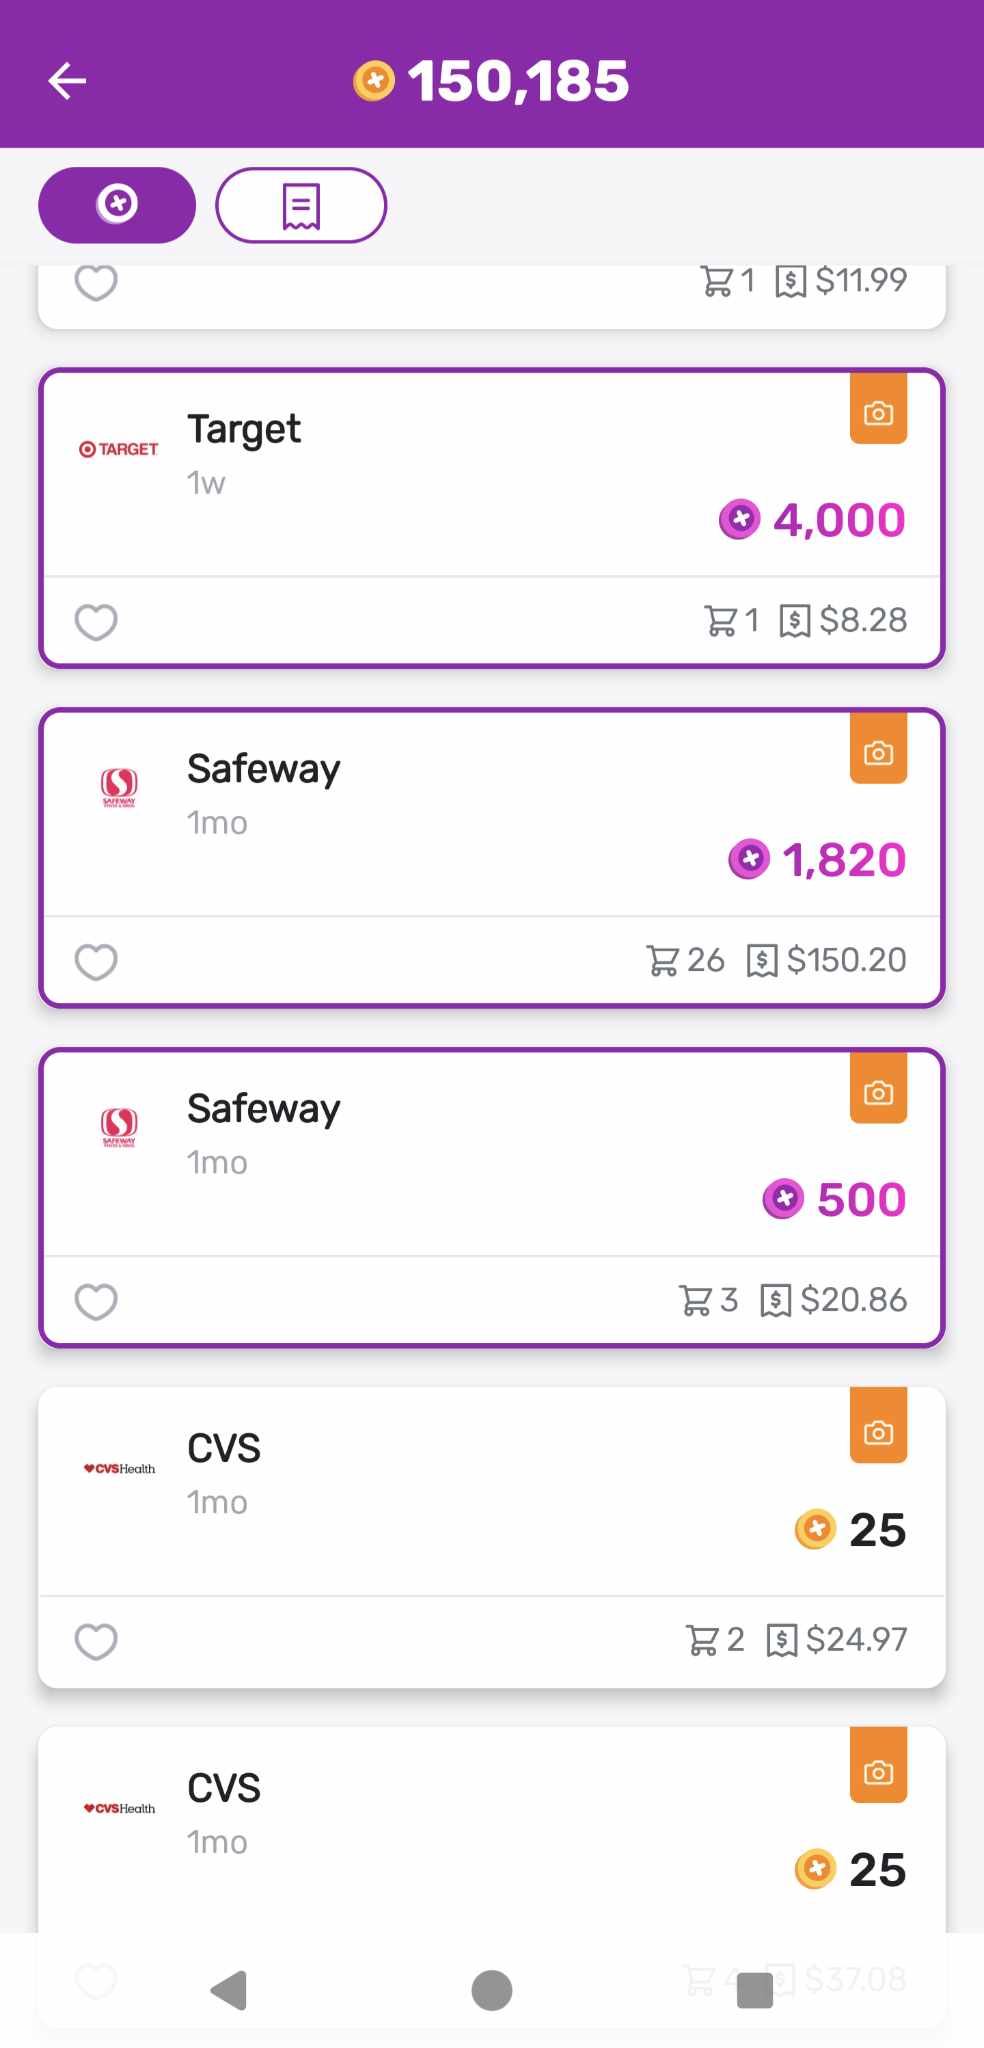 150,185
1 $11.99
TARGET
Target
1w
4,000
1 $8.28
SAFEWAY
Safeway
1mo
1,820
26 $150.20
SAFEWAY
Safeway
1mo
500
3 $20.86
CVSHealth
CVS
1mo
25
2 $24.97
CVSHealth
CVS
1mo
25
4 $37.08